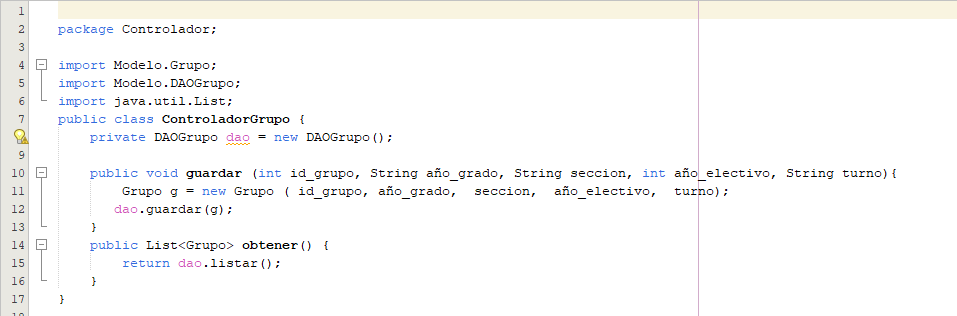 1
2 package Controlador;
3
4 import Modelo.Grupo;
5 import Modelo.DAOGrupo;
6 import java.util.List;
7 public class ControladorGrupo {
private DAOGrupo dao = new DAOGrupo();
9
10 public void guardar (int id_grupo, String año_grado, String seccion, int año_electivo, String turno){
11 Grupo g = new Grupo ( id_grupo, año_grado, seccion, año_electivo, turno);
12 dao.guardar(g);
13 }
14 public List<Grupo> obtener() {
15 return dao.listar();
16 }
17 }